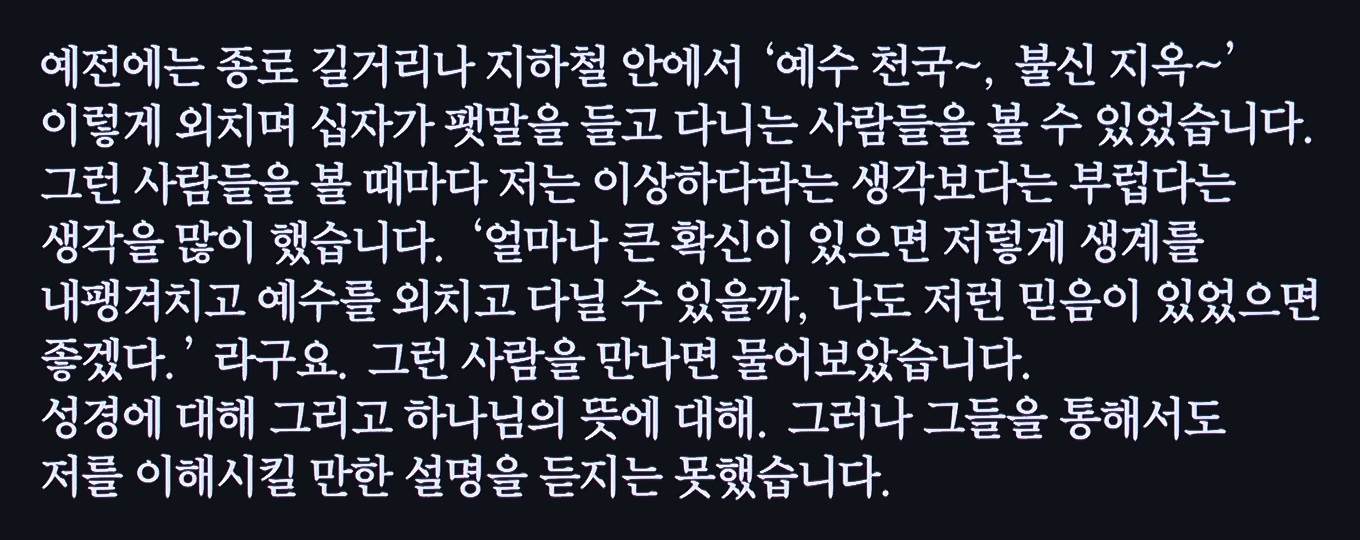 예전에는 종로 길거리나 지하철 안에서 ‘예수 천국~, 불신 지옥~’
이렇게 외치며 십자가 팻말을 들고 다니는 사람들을 볼 수 있었습니다.
그런 사람들을 볼 때마다 저는 이상하다라는 생각보다는 부럽다는
생각을 많이 했습니다. ‘얼마나 큰 확신이 있으면 저렇게 생계를
내팽겨치고 예수를 외치고 다닐 수 있을까, 나도 저런 믿음이 있었으면
좋겠다.’ 라구요. 그런 사람을 만나면 물어보았습니다.
성경에 대해 그리고 하나님의 뜻에 대해. 그러나 그들을 통해서도
저를 이해시킬 만한 설명을 듣지는 못했습니다.